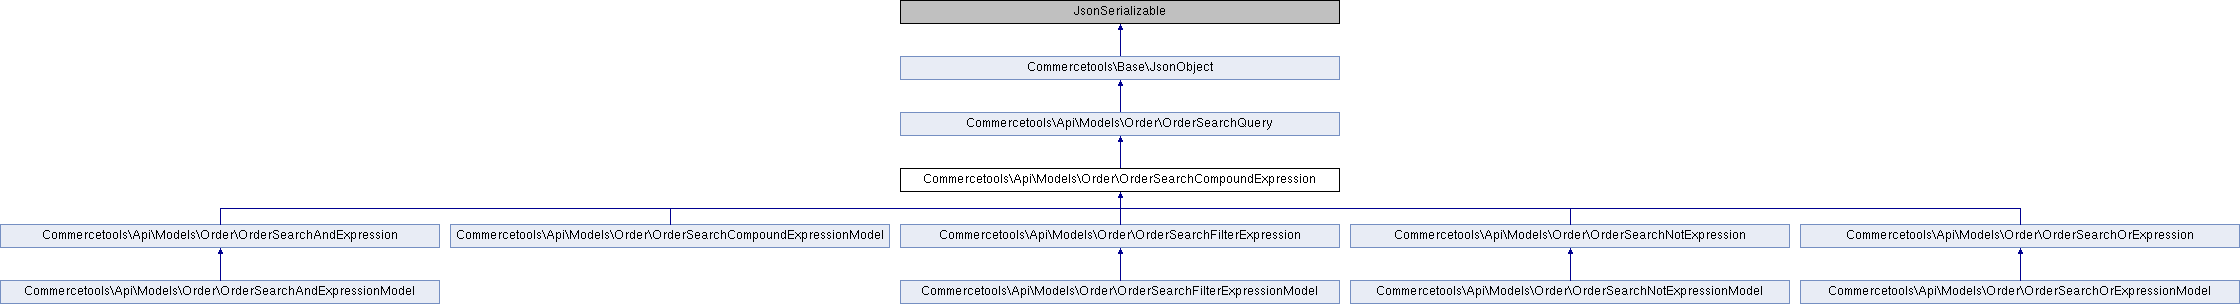 JsonSerializable
Commercetools\Base\JsonObject
Commercetools\Api\Models\Order\OrderSearchQuery
Commercetools\Api\Models\Order\OrderSearchCompoundExpression
Commercetools\Api\Models\Order\OrderSearchAndExpression
Commercetools\Api\Models\Order\OrderSearchCompoundExpressionModel
Commercetools\Api\Models\Order\OrderSearchFilterExpression
Commercetools\Api\Models\Order\OrderSearchNotExpression
Commercetools\Api\Models\Order\OrderSearchOrExpression
Commercetools\Api\Models\Order\OrderSearchAndExpressionModel
Commercetools\Api\Models\Order\OrderSearchFilterExpressionModel
Commercetools\Api\Models\Order\OrderSearchNotExpressionModel
Commercetools\Api\Models\Order\OrderSearchOrExpressionModel